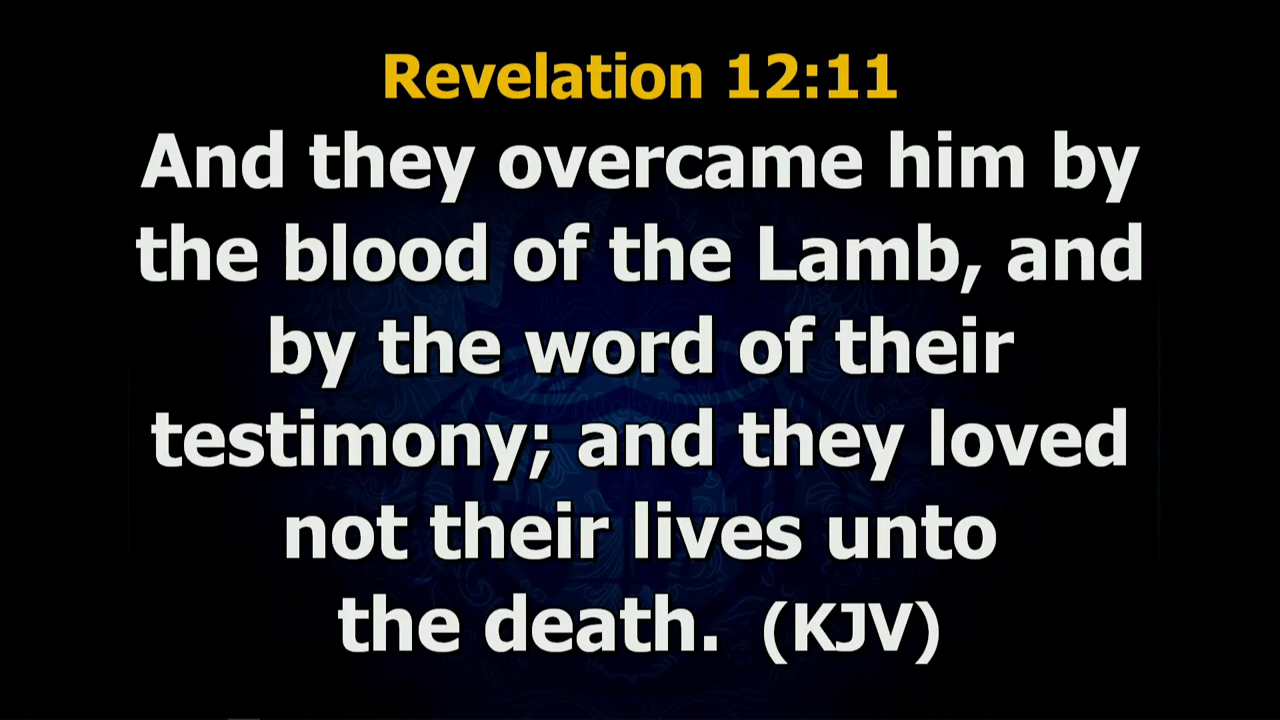 Revelation 12:11
And they overcame him by
the blood of the Lamb, and
by the word of their
testimony; and they loved
not their lives unto
the death. (KJV)